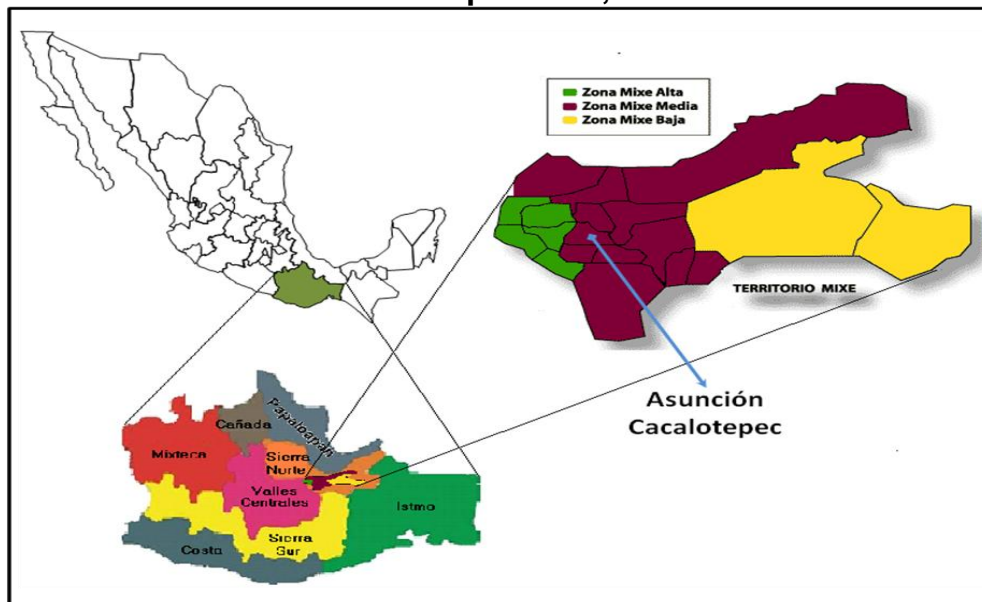 Zona Mixe Alta
Zona Mixe Media
Zona Mixe Baja
TERRITORIO MIXE
Asunción
Cacalotepec
Papaloapan
Cañada
Mixteca
Sierra
Norte
Valles
Centrales
Istmo
Sierra
Sur
Costa